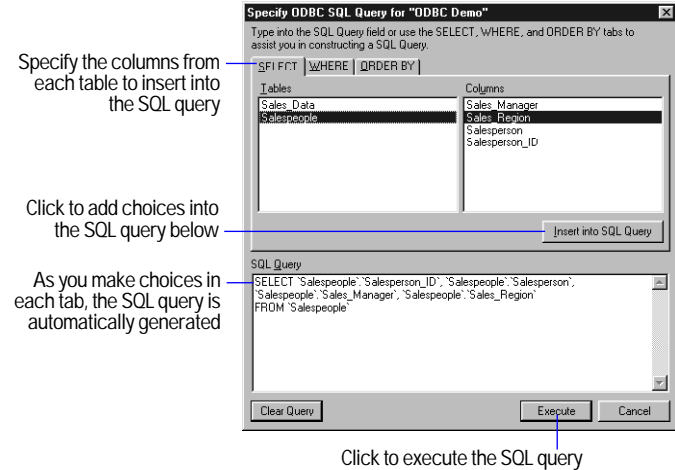 Specify ODBC SQL Query for "ODBC Demo"
Type into the SQL Query field or use the SELECT, WHERE, and ORDER BY tabs to
assist you in constructing a SQL Query.
Specify the columns from
each table to insert into
the SQL query
SELECT WHERE ORDER BY
Tables
Sales_Data
Salespeople
Columns
Sales_Manager
Sales_Region
Salesperson
Salesperson_ID
Click to add choices into
the SQL query below
Insert into SQL Query
As you make choices in
each tab, the SQL query is
automatically generated
SQL Query
SELECT `Salespeople`.`Salesperson_ID`, `Salespeople`.`Salesperson`,
`Salespeople`.`Sales_Manager`, `Salespeople`.`Sales_Region`
FROM `Salespeople`
Clear Query
Execute
Cancel
Click to execute the SQL query